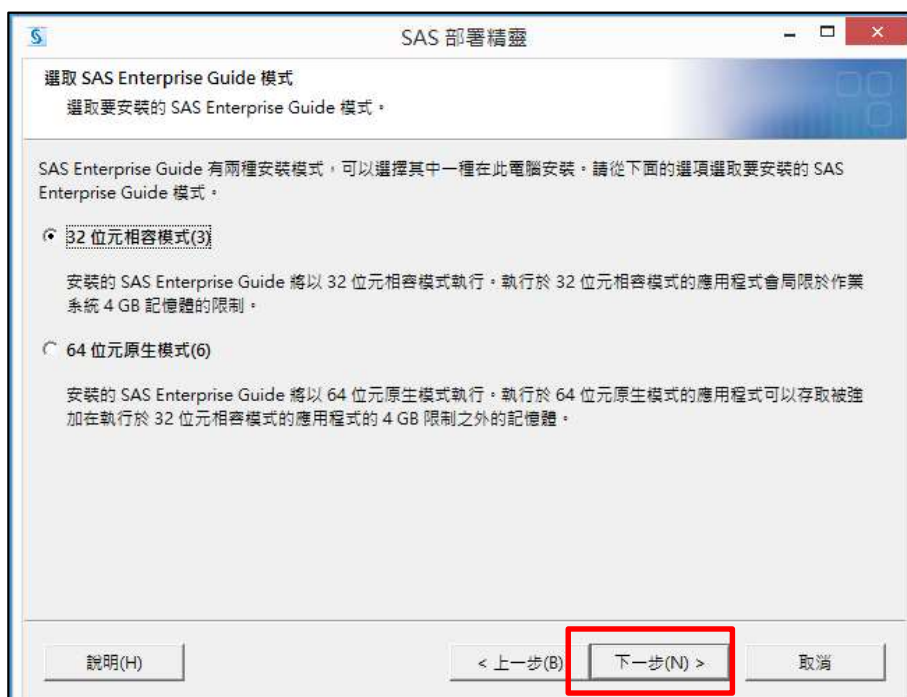 SAS 部署精靈
選取 SAS Enterprise Guide 模式
選取要安裝的 SAS Enterprise Guide 模式。
SAS Enterprise Guide 有兩種安裝模式，可以選擇其中一種在此電腦安裝。請從下面的選項選取要安裝的 SAS
Enterprise Guide 模式。
32 位元相容模式(3)
安裝的 SAS Enterprise Guide 將以 32 位元相容模式執行。執行於 32 位元相容模式的應用程式會局限於作業
系統 4 GB 記憶體的限制。
64 位元原生模式(6)
安裝的 SAS Enterprise Guide 將以 64 位元原生模式執行。執行於 64 位元原生模式的應用程式可以存取被強
加在執行於 32 位元相容模式的應用程式的 4 GB 限制之外的記憶體。
說明(H)
< 上一步(B)
下一步(N) >
取消